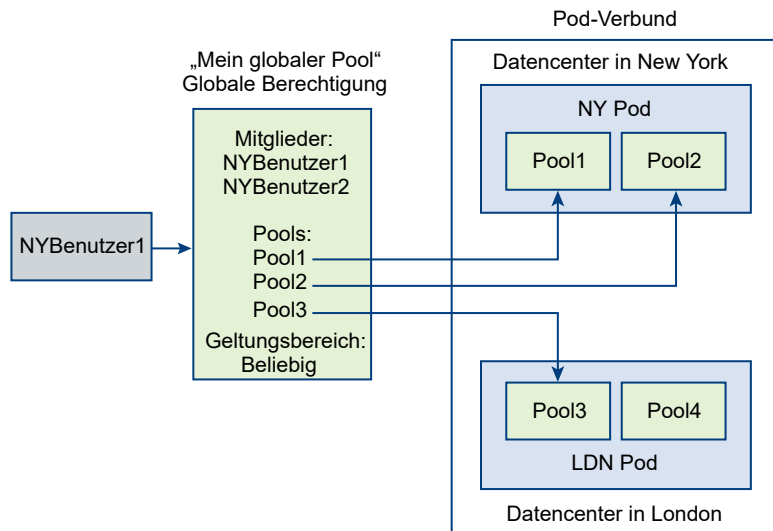 Pod-Verbund
„Mein globaler Pool“
Globale Berechtigung
Datencenter in New York
NY Pod
Pool1
Pool2
Mitglieder:
NYBenutzer1
NYBenutzer2
NYBenutzer1
Pools:
Pool1
Pool2
Pool3
Geltungsbereich:
Beliebig
Pool3
Pool4
LDN Pod
Datencenter in London